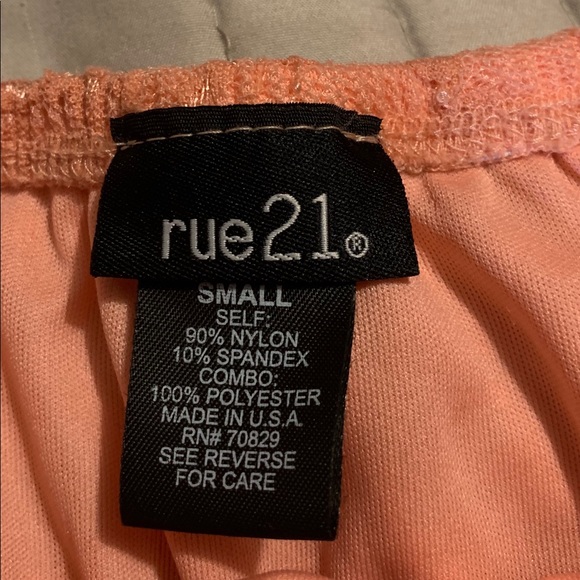 rue21®
SMALL
SELF:
90% NYLON
10% SPANDEX
COMBO:
100% POLYESTER
MADE IN U.S.A.
RN# 70829
SEE REVERSE
FOR CARE